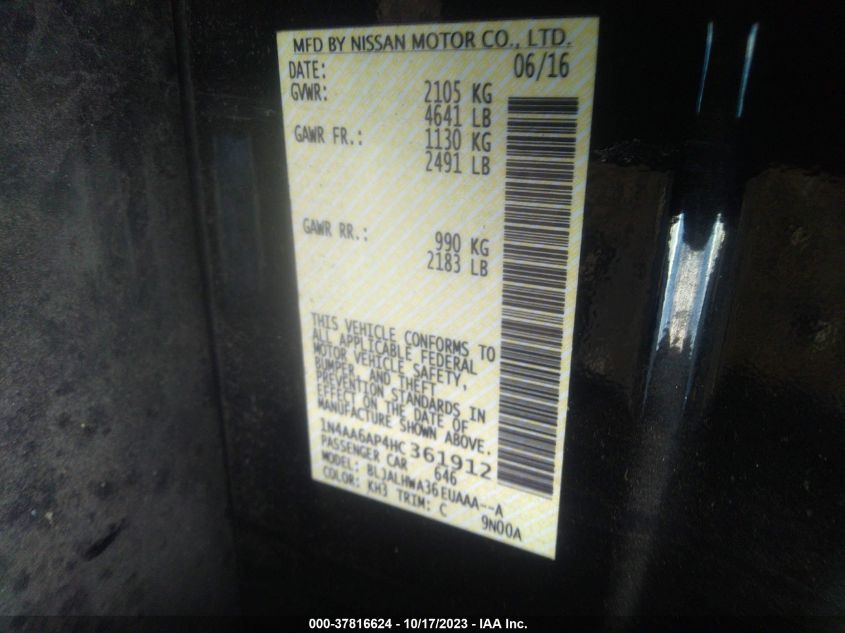 MFD BY NISSAN MOTOR CO., LTD.
DATE: 06/16
GVWR: 2105 KG
4641 LB
GAWR FR.: 1130 KG
2491 LB
GAWR RR.: 990 KG
2183 LB
THIS VEHICLE CONFORMS TO
ALL APPLICABLE FEDERAL
MOTOR VEHICLE SAFETY,
BUMPER, AND THEFT
PREVENTION STANDARDS IN
EFFECT ON THE DATE OF
MANUFACTURE SHOWN ABOVE.
1N4AA6AP4HC361912
PASSENGER CAR 646
MODEL: BLJALHWA36EUAAA--A
COLOR: KH3 TRIM: C 9N00A
000-37816624 - 10/17/2023 - IAA Inc.